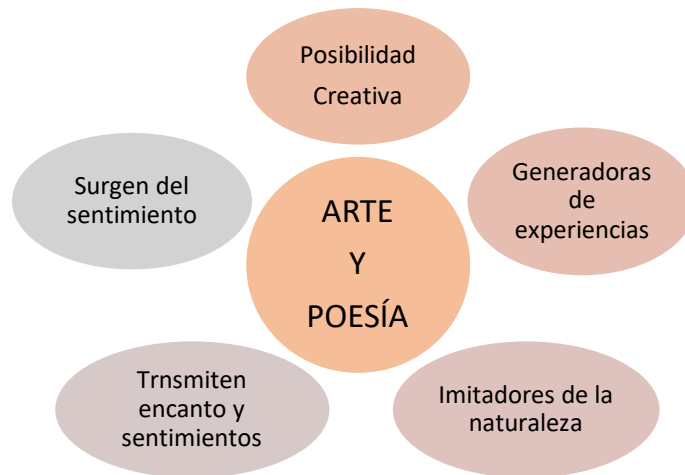 Posibilidad
Creativa
Surgen del
sentimiento
Generadoras
de
experiencias
ARTE
Y
POESÍA
Trnsmiten
encanto y
sentimientos
Imitadores de la
naturaleza